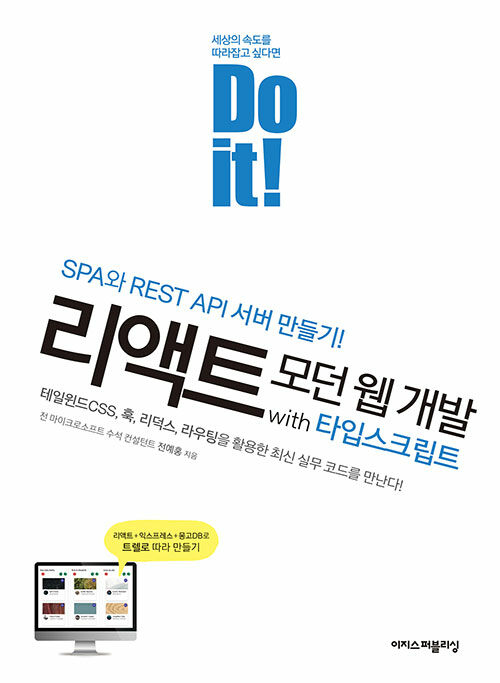 세상의 속도를
따라잡고 싶다면
Do
it!
SPA와 REST API 서버 만들기!
리액트 모던 웹 개발
with 타입스크립트
테일윈드CSS, 훅, 리덕스, 라우팅을 활용한 최신 실무 코드를 만난다!
전 마이크로소프트 수석 컨설턴트 전예홍 지음
리액트 + 익스프레스 + 몽고DB로
트렐로 따라 만들기
이지스퍼블리싱